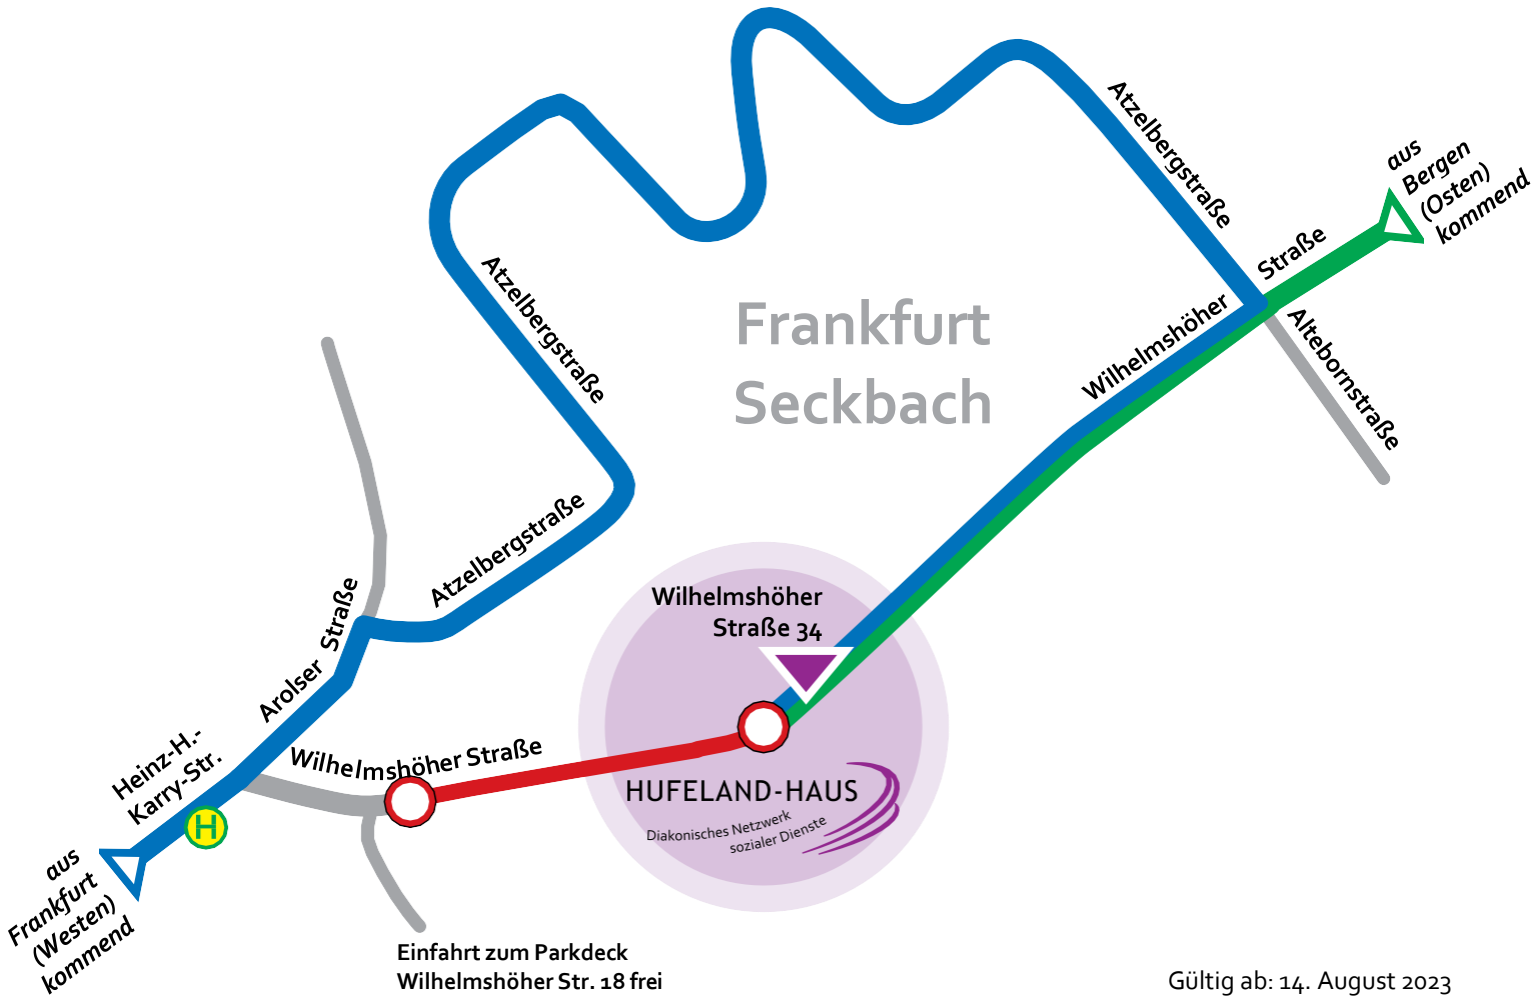 Atzelbergstraße
aus
Bergen
(Osten)
kommend
Straße
Wilhelmshöher
Altebornstraße
Frankfurt
Seckbach
Atzelbergstraße
Atzelbergstraße
Arolser Straße
Wilhelmshöher
Straße 34
Heinz-H.-
Karry-Str.
Wilhelmshöher Straße
H
HUFELAND-HAUS
Diakonisches Netzwerk
sozialer Dienste
aus
Frankfurt
(Westen)
kommend
Einfahrt zum Parkdeck
Wilhelmshöher Str. 18 frei
Gültig ab: 14. August 2023